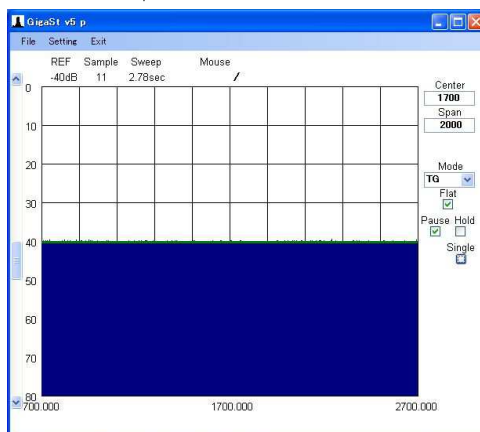 GigaSt v5 p
File Setting Exit
REF Sample Sweep Mouse
-40dB 11 2.78sec /
0
10
20
30
40
50
60
70
80
700.000 1700.000 2700.000
Center
1700
Span
2000
Mode
TG
Flat
Pause Hold
Single